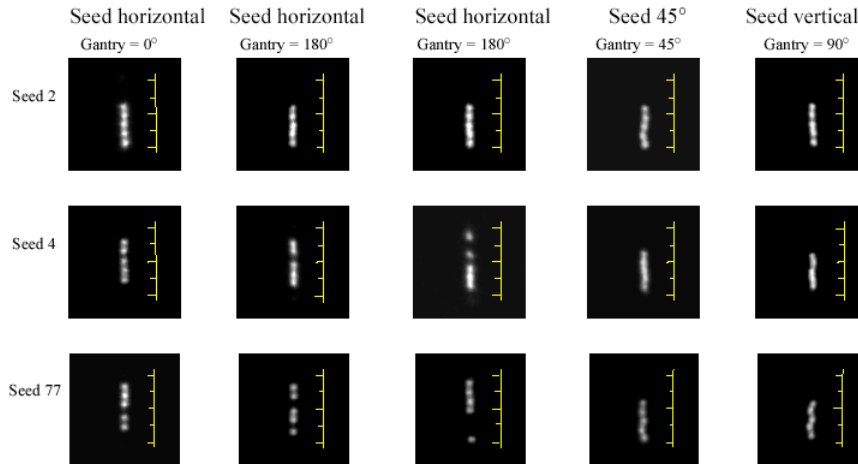 Seed horizontal Seed horizontal Seed horizontal Seed 45° Seed vertical
Gantry = 0° Gantry = 180° Gantry = 180° Gantry = 45° Gantry = 90°
Seed 2
Seed 4
Seed 77